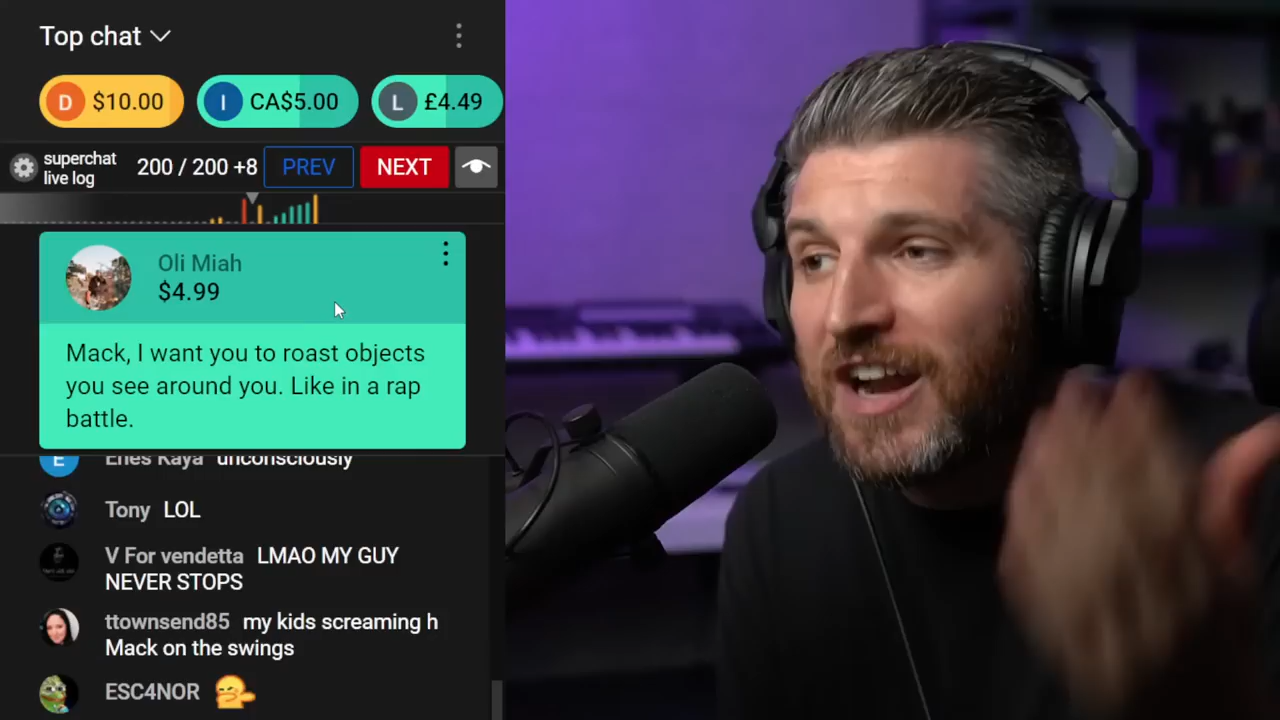 Top chat
D $10.00 I CA$5.00 L £4.49
superchat
live log
200 / 200 +8
PREV
NEXT
Oli Miah
$4.99
Mack, I want you to roast objects
you see around you. Like in a rap
battle.
E Enes Kaya unconsciously
Tony LOL
V For vendetta LMAO MY GUY
NEVER STOPS
ttownsend85 my kids screaming h
Mack on the swings
ESC4NOR